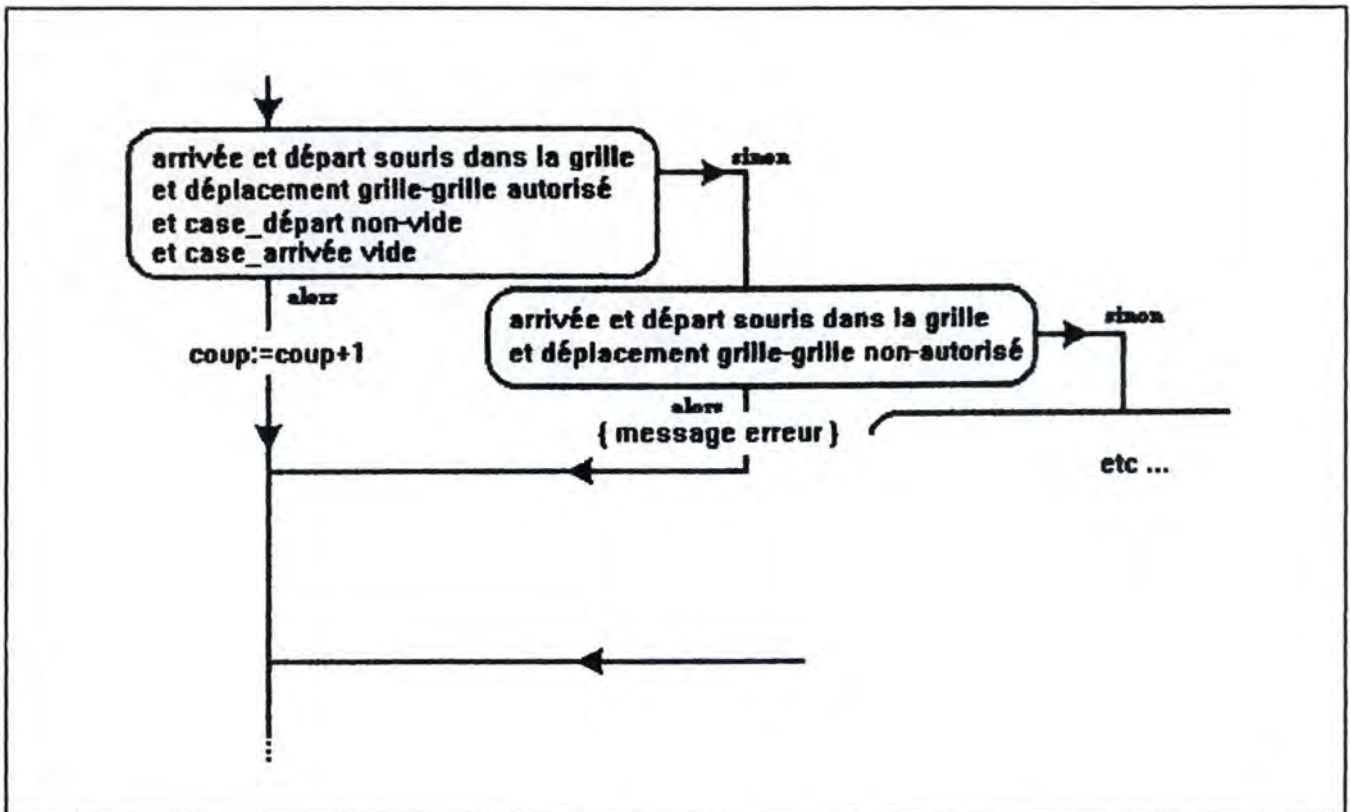 arrivée et départ souris dans la grille
et déplacement grille-grille autorisé
et case_départ non-vide
et case_arrivée vide
sinon
alors
coup:=coup+1
arrivée et départ souris dans la grille
et déplacement grille-grille non-autorisé
sinon
alors
{ message erreur }
etc ...